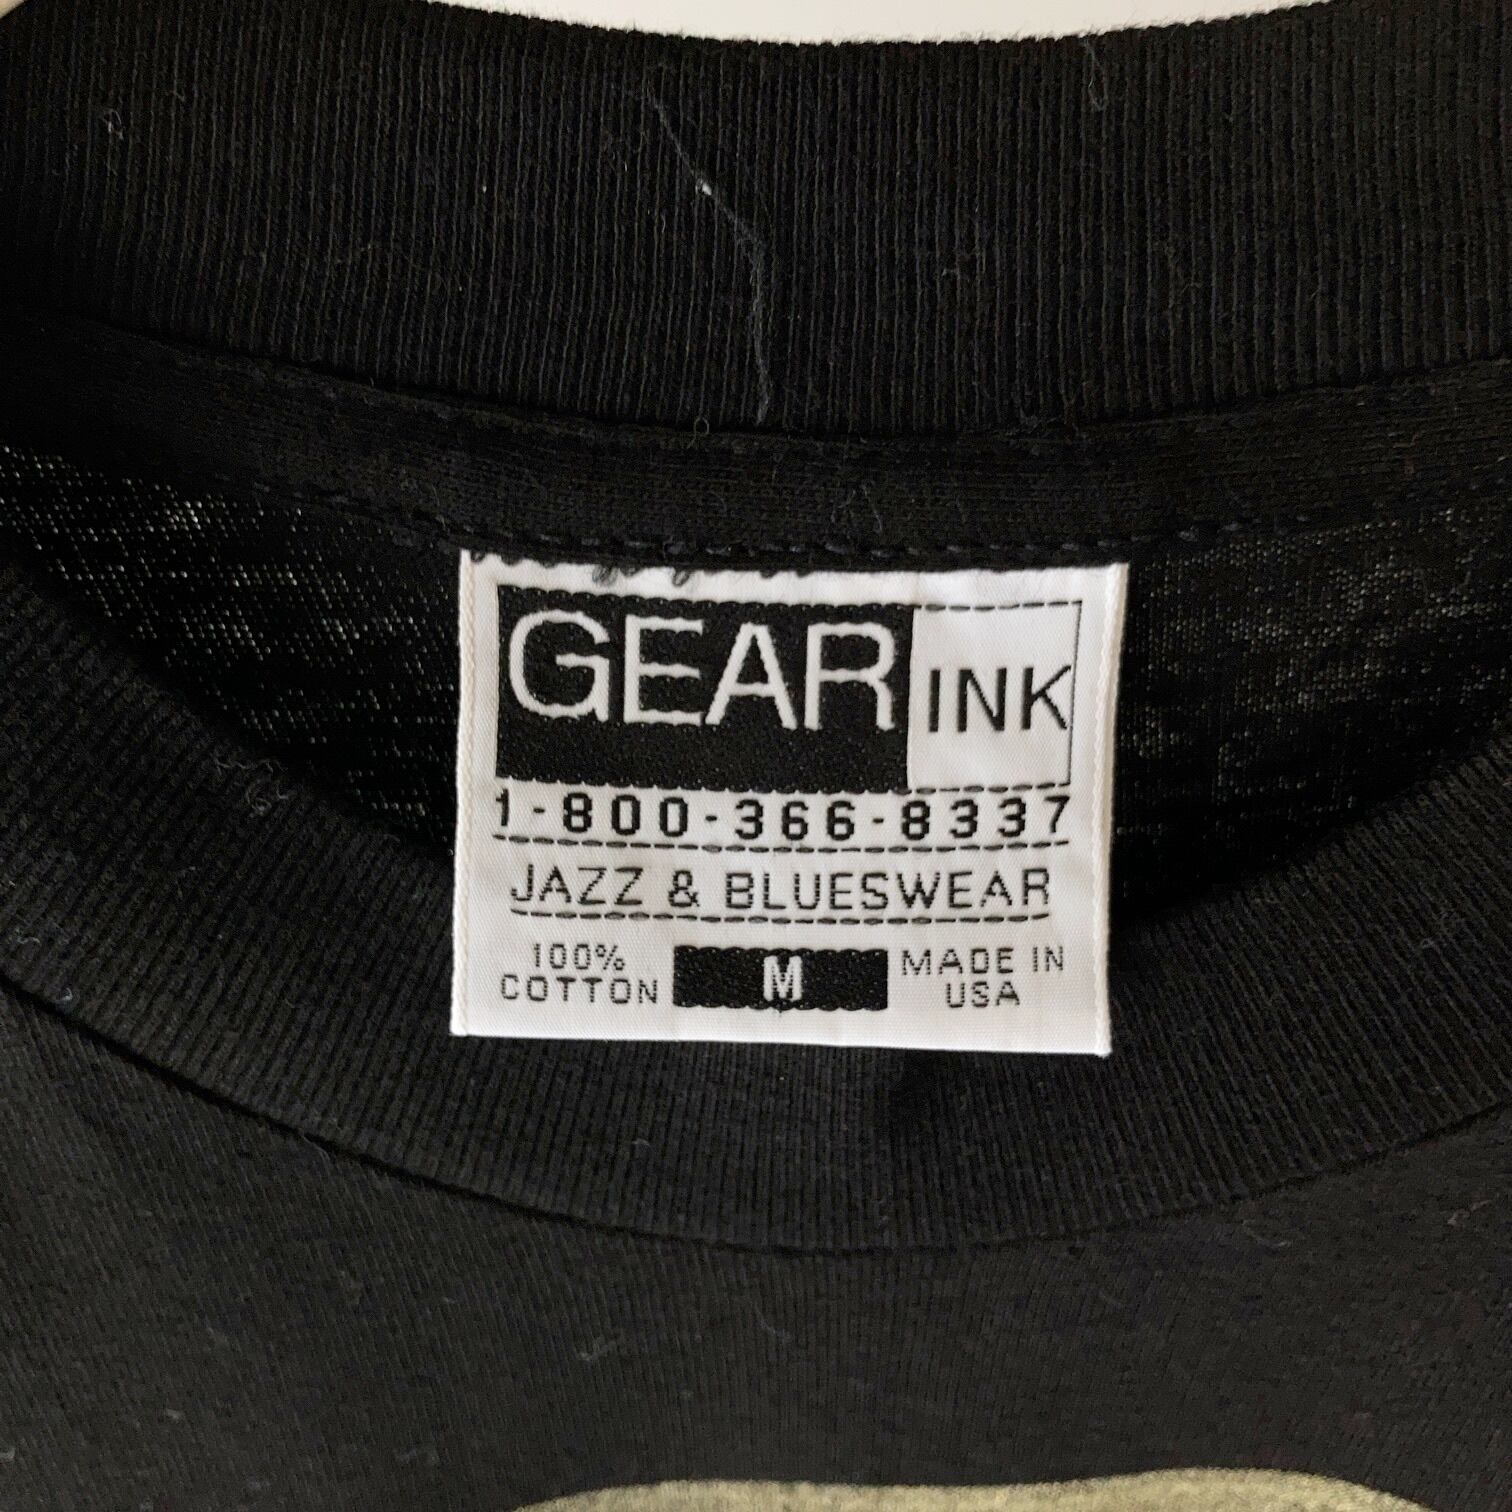 GEAR INK
1-800-366-8337
JAZZ & BLUESWEAR
100% COTTON
M
MADE IN USA